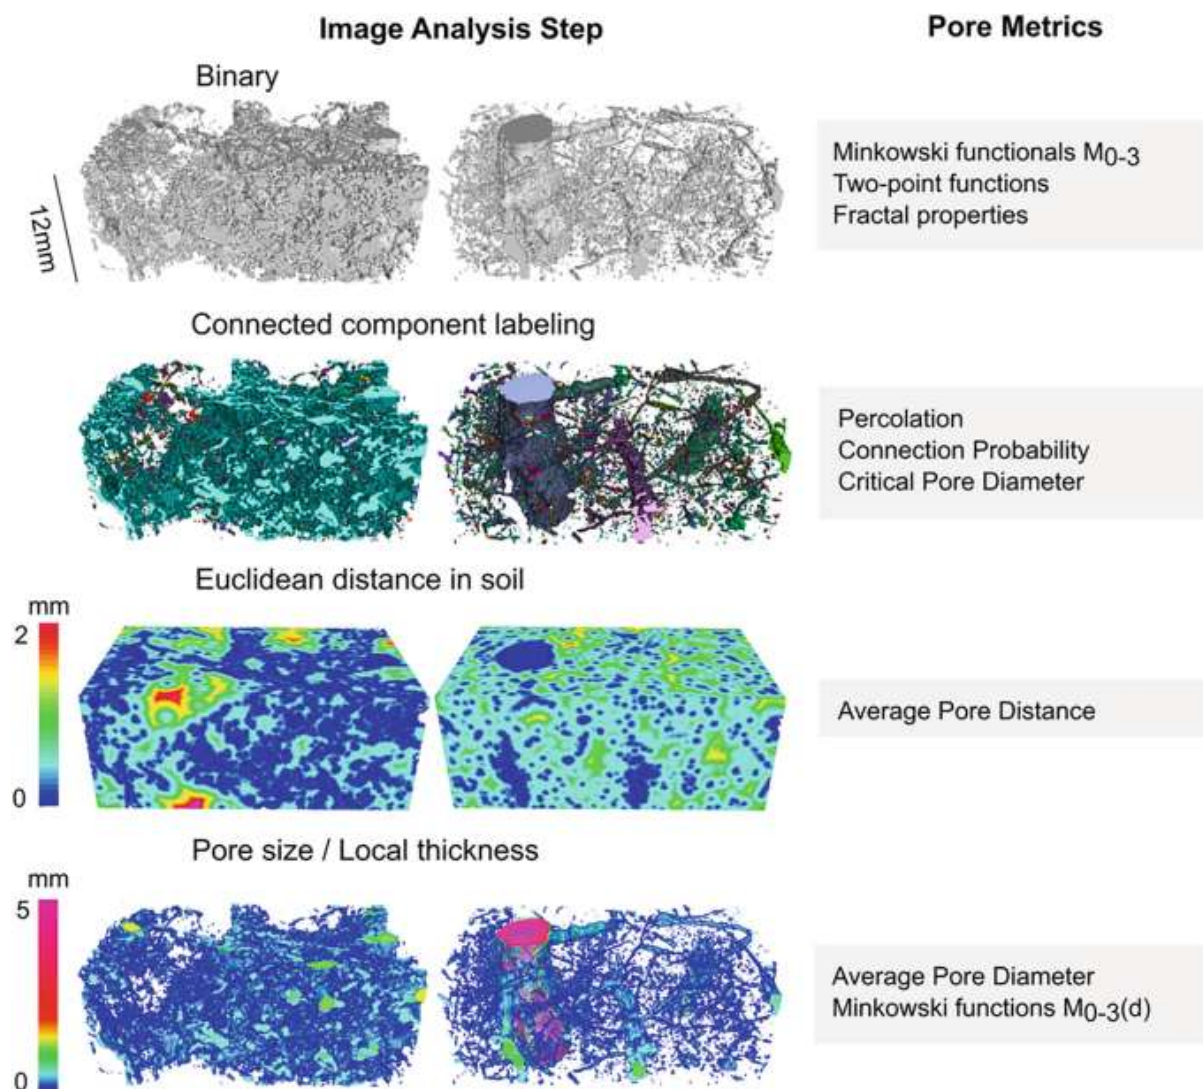 Image Analysis Step
Pore Metrics
Binary
12mm
Minkowski functionals M0-3
Two-point functions
Fractal properties
Connected component labeling
Percolation
Connection Probability
Critical Pore Diameter
Euclidean distance in soil
mm
2
0
Average Pore Distance
Pore size / Local thickness
mm
5
0
Average Pore Diameter
Minkowski functions M0-3(d)